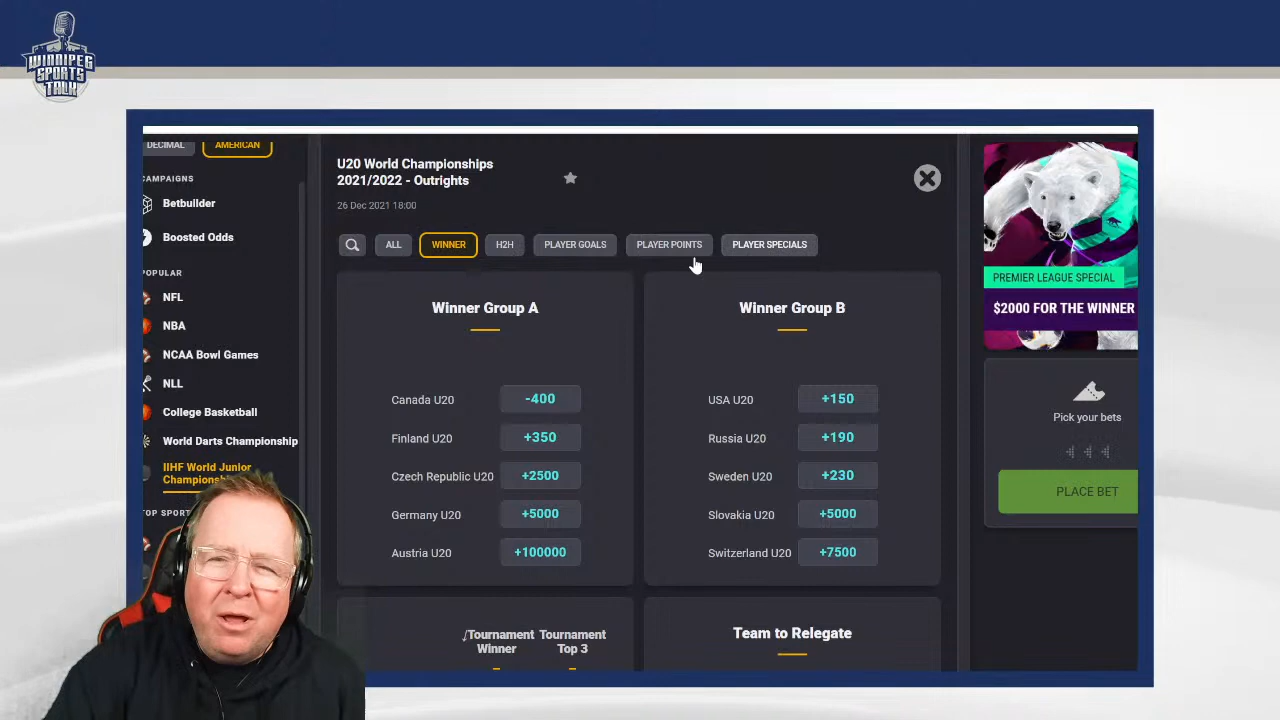 WINNIPEG
SPORTS
TALK
DECIMAL
AMERICAN
CAMPAIGNS
Betbuilder
Boosted Odds
POPULAR
NFL
NBA
NCAA Bowl Games
NLL
College Basketball
World Darts Championship
IIHF World Junior
TOP SPORT
U20 World Championships
2021/2022 - Outrights
26 Dec 2021 18:00
ALL
WINNER
H2H
PLAYER GOALS
PLAYER POINTS
PLAYER SPECIALS
Winner Group A
Canada U20 -400
Finland U20 +350
Czech Republic U20 +2500
Germany U20 +5000
Austria U20 +100000
Winner Group B
USA U20 +150
Russia U20 +190
Sweden U20 +230
Slovakia U20 +5000
Switzerland U20 +7500
Tournament Tournament
Winner Top 3
Team to Relegate
PREMIER LEAGUE SPECIAL
$2000 FOR THE WINNER
Pick your bets
PLACE BET